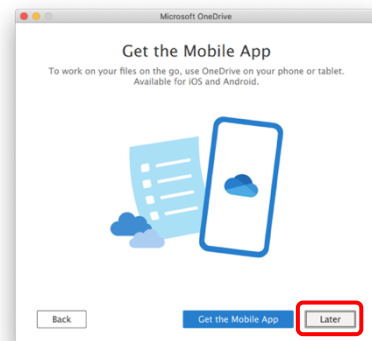 Microsoft OneDrive
Get the Mobile App
To work on your files on the go, use OneDrive on your phone or tablet.
Available for iOS and Android.
Back
Get the Mobile App
Later